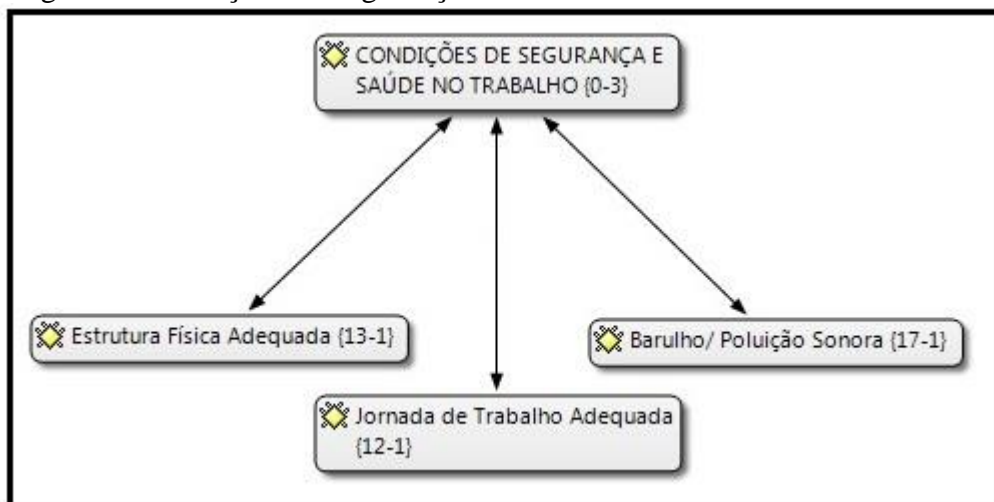 CONDIÇÕES DE SEGURANÇA E
SAÚDE NO TRABALHO {0-3}
Estrutura Física Adequada {13-1}
Barulho/ Poluição Sonora {17-1}
Jornada de Trabalho Adequada
{12-1}